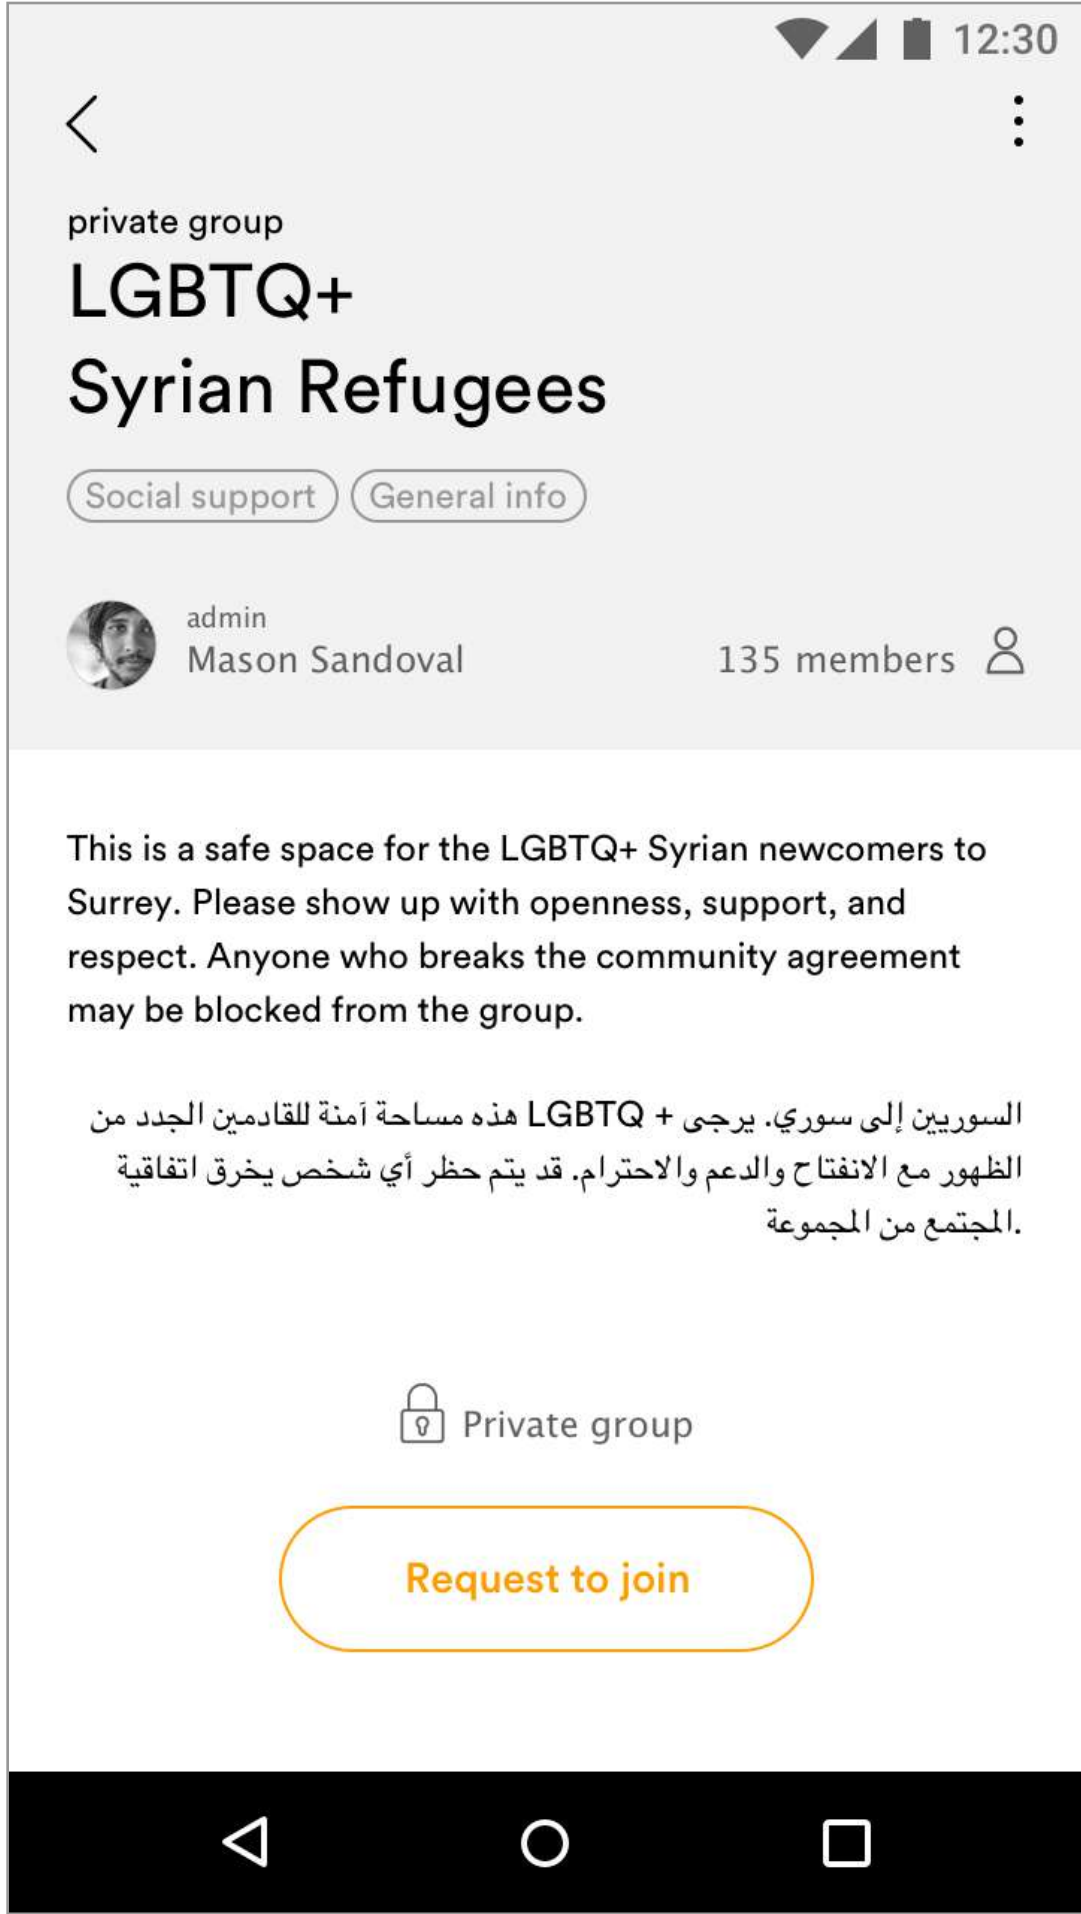 12:30
private group
LGBTQ+
Syrian Refugees
Social support General info
admin
Mason Sandoval 135 members
This is a safe space for the LGBTQ+ Syrian newcomers to
Surrey. Please show up with openness, support, and
respect. Anyone who breaks the community agreement
may be blocked from the group.
السوريين إلى سوري. يرجى + LGBTQ هذه مساحة آمنة للقادمين الجدد من
الظهور مع الانفتاح والدعم والاحترام. قد يتم حظر أي شخص يخرق اتفاقية
.المجتمع من المجموعة
Private group
Request to join